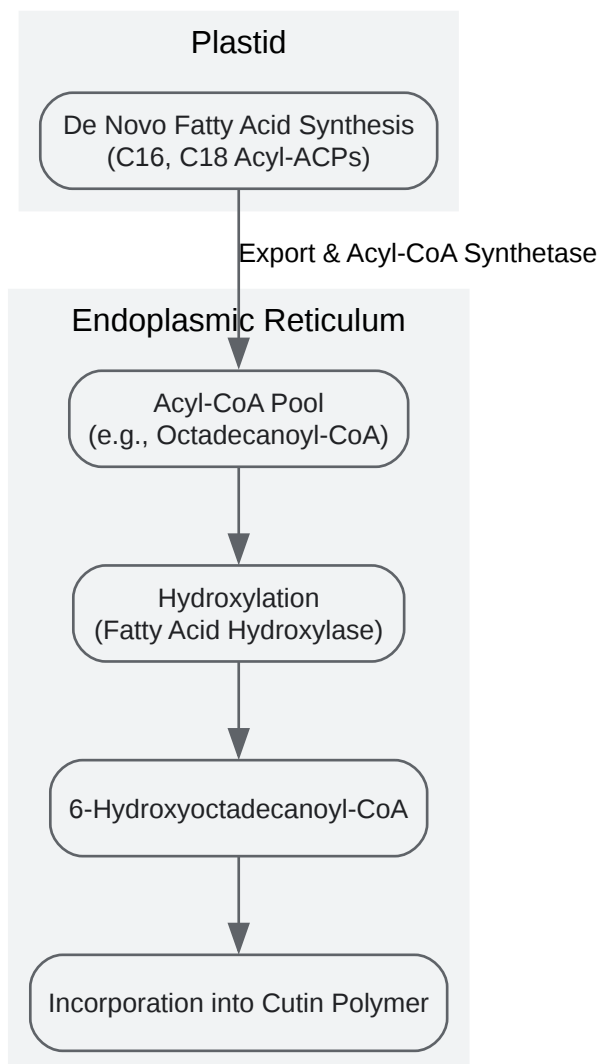 Plastid
De Novo Fatty Acid Synthesis
(C16, C18 Acyl-ACPs)
Export & Acyl-CoA Synthetase
Endoplasmic Reticulum
Acyl-CoA Pool
(e.g., Octadecanoyl-CoA)
Hydroxylation
(Fatty Acid Hydroxylase)
6-Hydroxyoctadecanoyl-CoA
Incorporation into Cutin Polymer